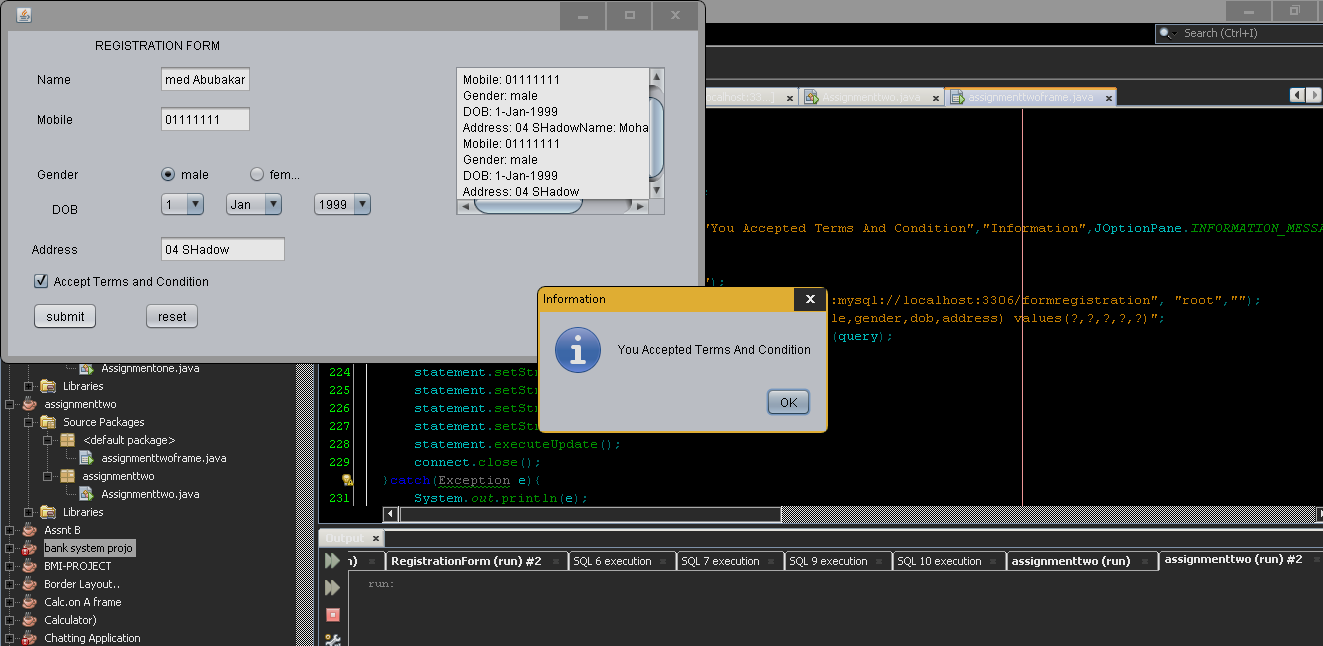 REGISTRATION FORM
Name
med Abubakar
Mobile
01111111
Gender
male
fem...
DOB
1
Jan
1999
Address
04 SHadow
Accept Terms and Condition
submit
reset
Mobile: 01111111
Gender: male
DOB: 1-Jan-1999
Address: 04 SHadowName: Moha
Mobile: 01111111
Gender: male
DOB: 1-Jan-1999
Address: 04 SHadow
Search (Ctrl+I)
Assignmenttwo.java
assignmenttwoframe.java
"You Accepted Terms And Condition","Information",JOptionPane.INFORMATION_MESSA
");
:mysql://localhost:3306/formregistration", "root","");
le,gender,dob,address) values(?,?,?,?,?)";
(query);
Information
X
You Accepted Terms And Condition
OK
224 statement.setStr
225 statement.setStr
226 statement.setStr
227 statement.setStr
228 statement.executeUpdate();
229 connect.close();
}catch(Exception e){
231 System.out.println(e);
Assignmentone.java
Libraries
assignmenttwo
Source Packages
<default package>
assignmenttwoframe.java
assignmenttwo
Assignmenttwo.java
Libraries
Assnt B
bank system projo
BMI-PROJECT
Border Layout..
Calc.on A frame
Calculator)
Chatting Application
Output
n)
RegistrationForm (run) #2
SQL 6 execution
SQL 7 execution
SQL 9 execution
SQL 10 execution
assignmenttwo (run)
assignmenttwo (run) #2
run: